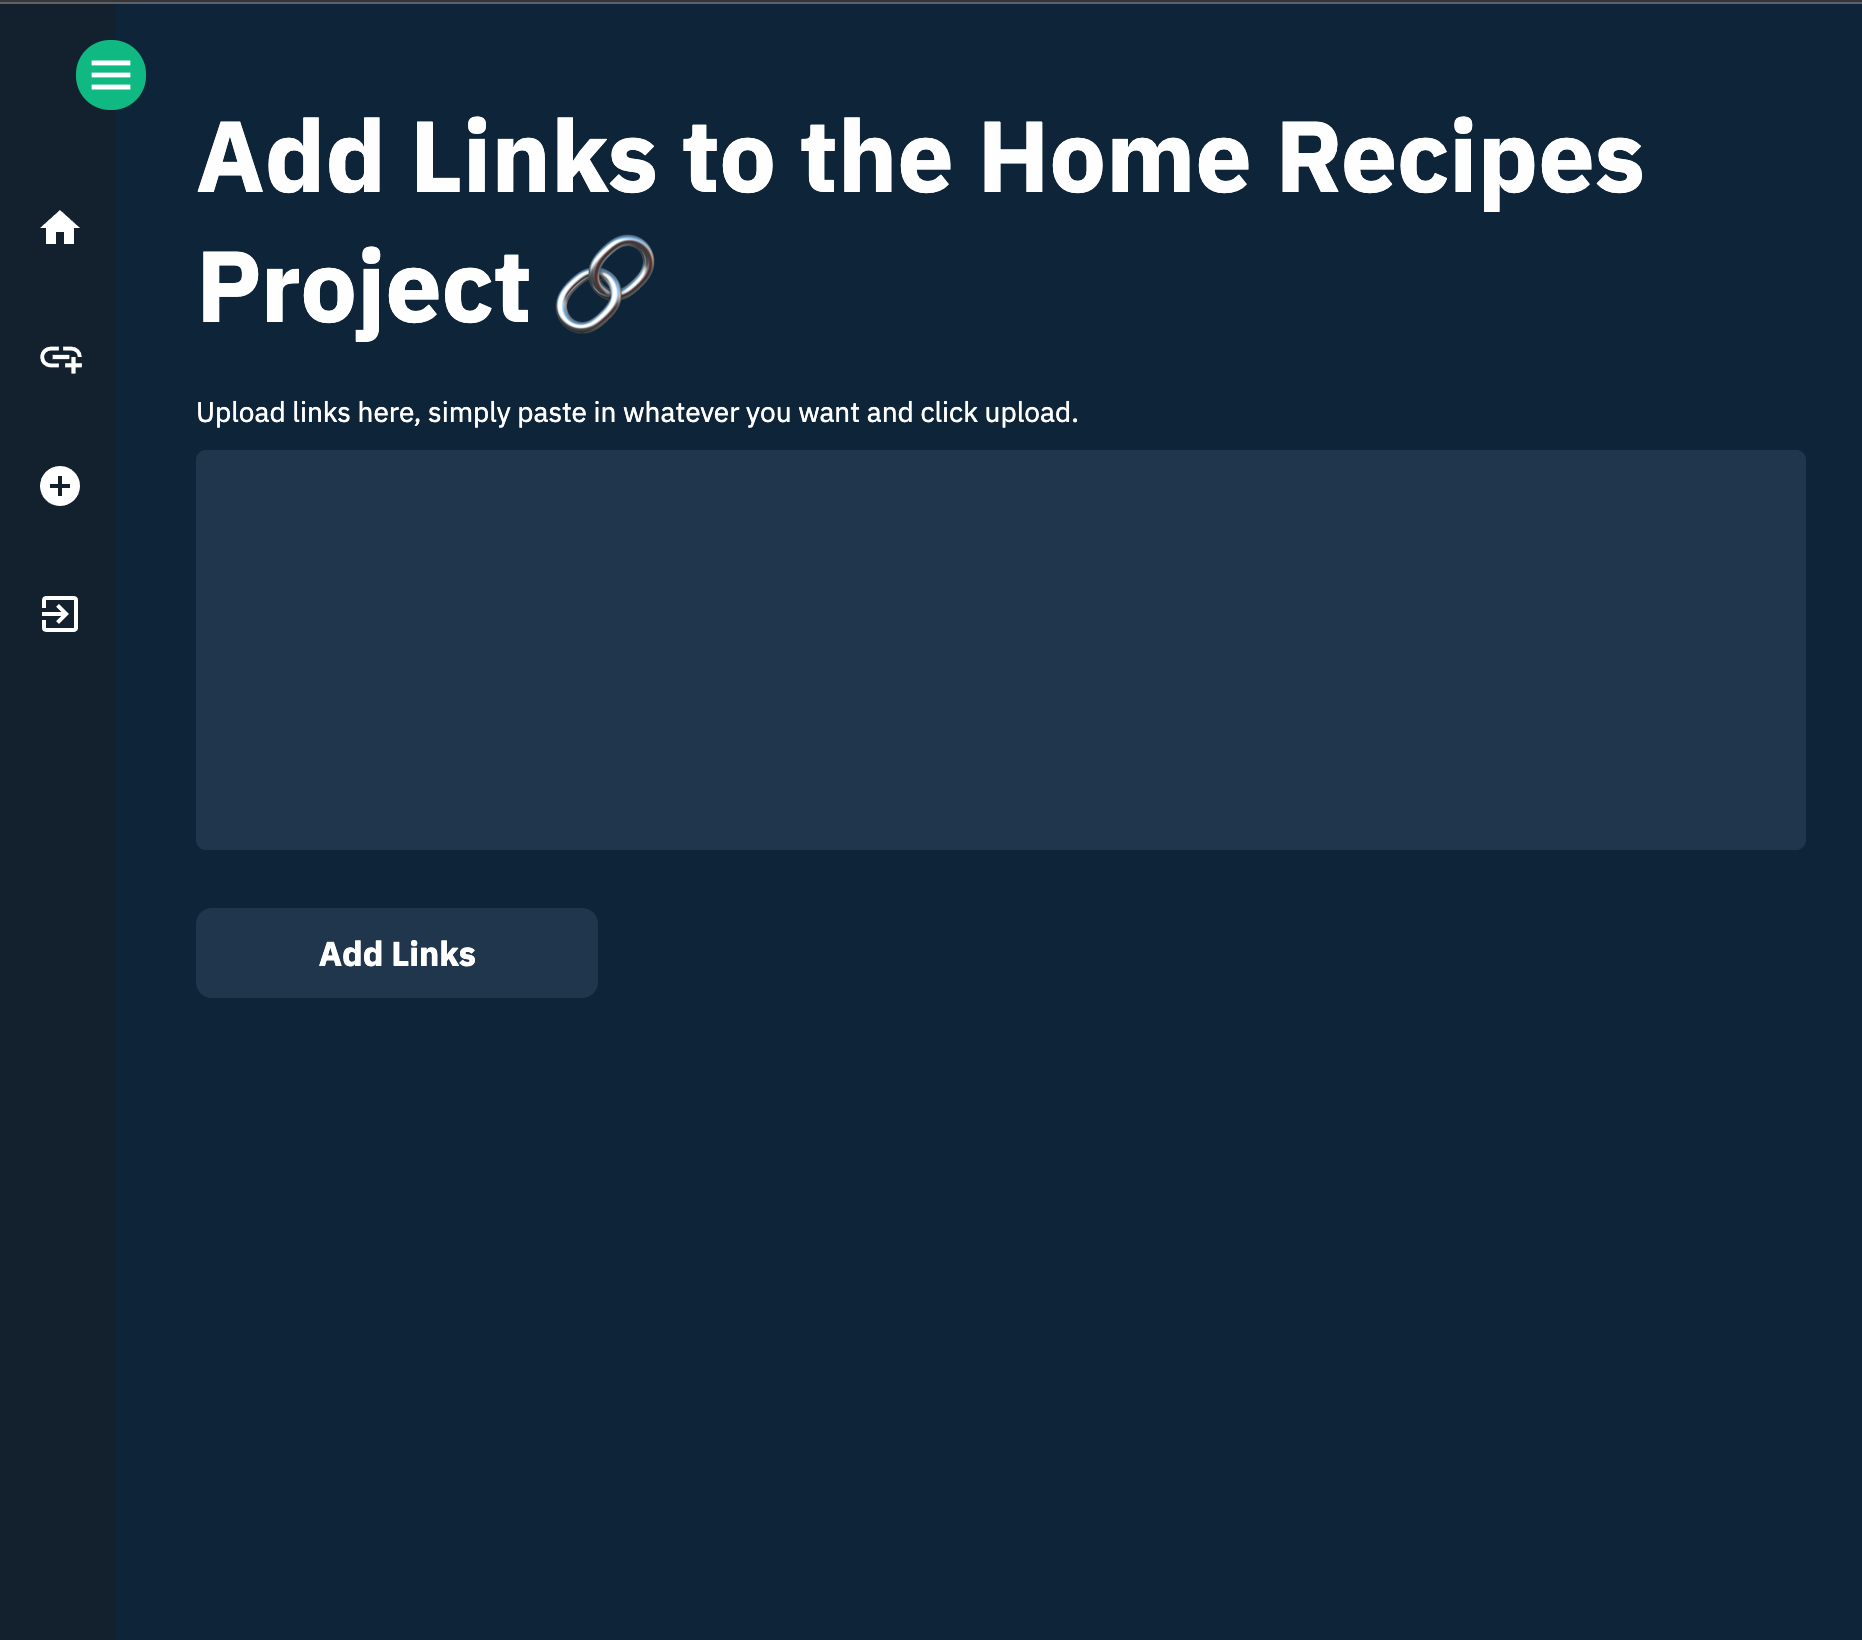 Add Links to the Home Recipes
Project 🔗
Upload links here, simply paste in whatever you want and click upload.
Add Links